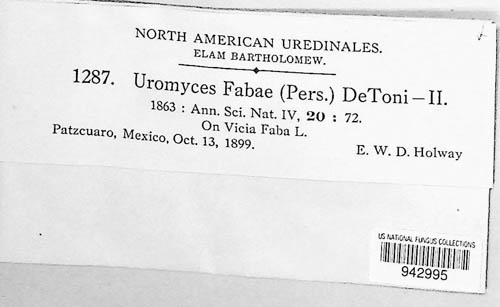 NORTH AMERICAN UREDINALES.
ELAM BARTHOLOMEW.
1287. Uromyces Fabae (Pers.) DeToni—II.
1863 : Ann. Sci. Nat. IV, 20 : 72.
On Vicia Faba L.
Patzcuaro, Mexico, Oct. 13, 1899.
E. W. D. Holway
US NATIONAL FUNGUS COLLECTIONS
942995